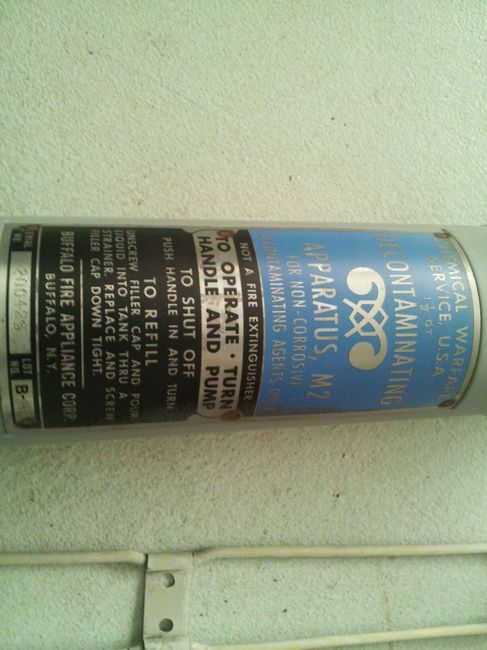 CHEMICAL WARFARE
SERVICE, U.S.A.
1½ QT.
DECONTAMINATING
APPARATUS, M2
FOR NON-CORROSIVE
DECONTAMINATING AGENTS ONLY
NOT A FIRE EXTINGUISHER
TO OPERATE · TURN
HANDLE AND PUMP
TO SHUT OFF
PUSH HANDLE IN AND TURN
TO REFILL
UNSCREW FILLER CAP AND POUR
LIQUID INTO TANK THRU A
STRAINER. REPLACE AND SCREW
FILLER CAP DOWN TIGHT
BUFFALO FIRE APPLIANCE CORP.
BUFFALO, N.Y.
SERIAL NO.
LOT NO. B-